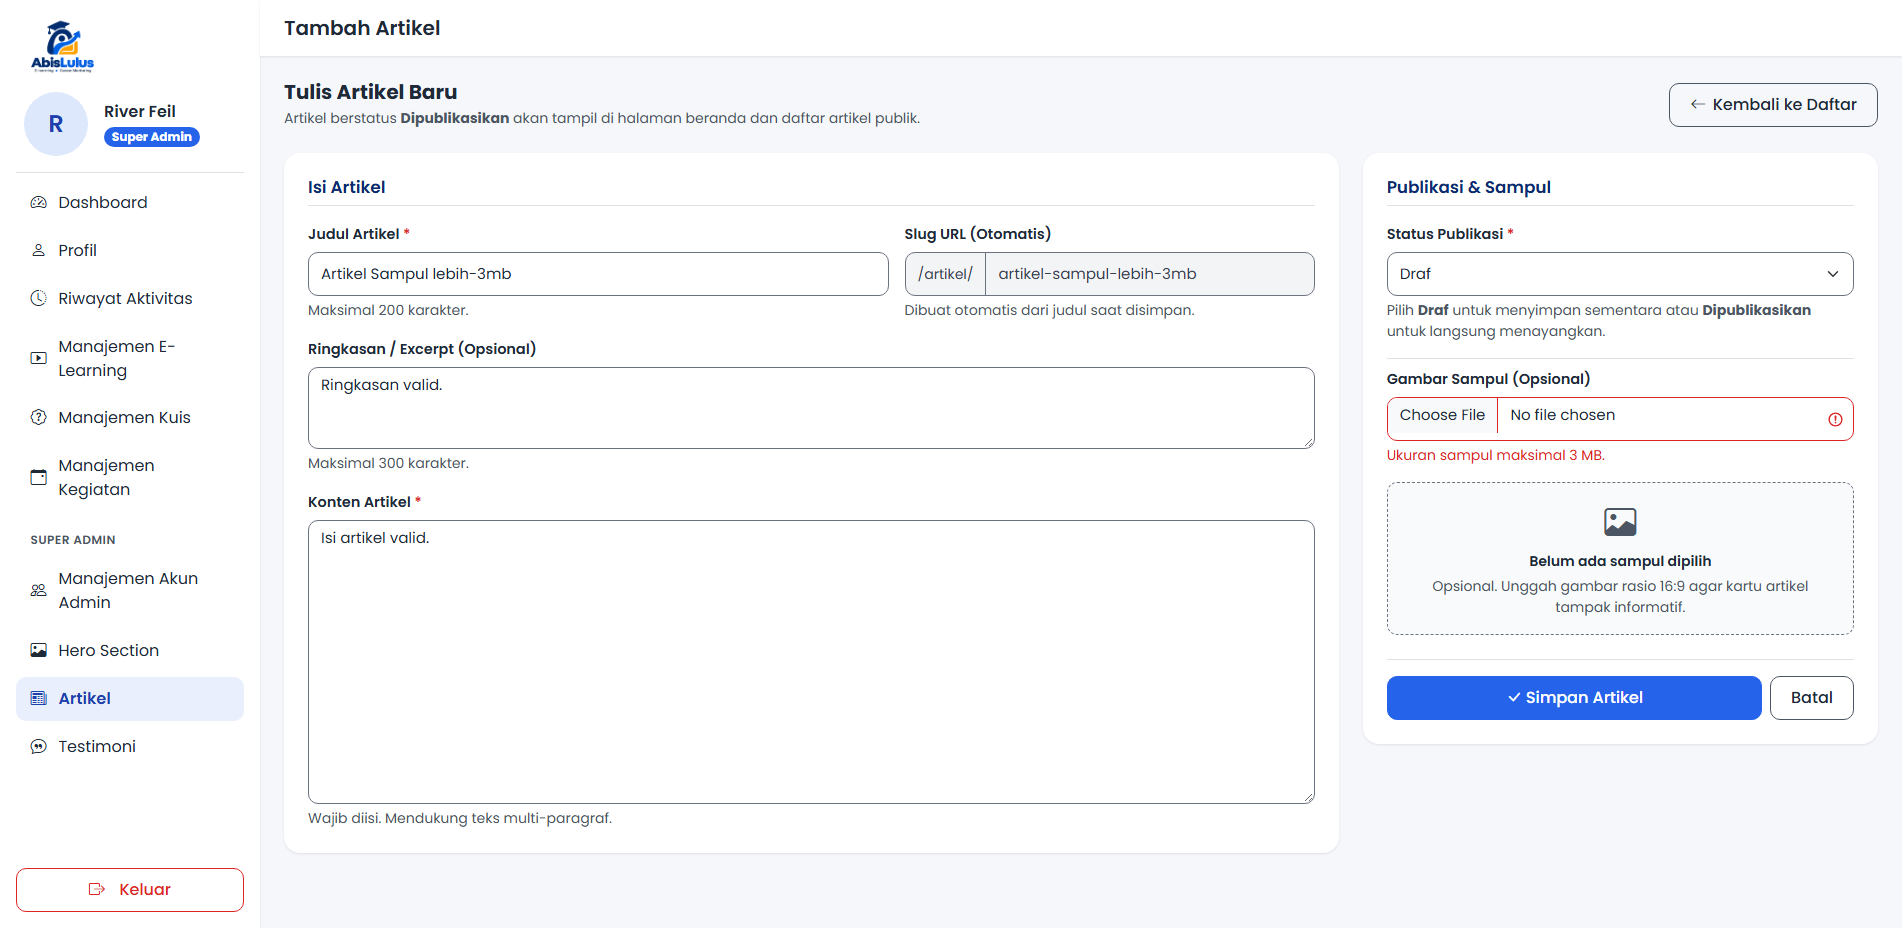 AbisLulus
R
River Feil
Super Admin
Dashboard
Profil
Riwayat Aktivitas
Manajemen E-
Learning
Manajemen Kuis
Manajemen
Kegiatan
SUPER ADMIN
Manajemen Akun
Admin
Hero Section
Artikel
Testimoni
Keluar
Tambah Artikel
Tulis Artikel Baru
Artikel berstatus Dipublikasikan akan tampil di halaman beranda dan daftar artikel publik.
← Kembali ke Daftar
Isi Artikel
Judul Artikel *
Artikel Sampul lebih-3mb
Maksimal 200 karakter.
Slug URL (Otomatis)
/artikel/ artikel-sampul-lebih-3mb
Dibuat otomatis dari judul saat disimpan.
Ringkasan / Excerpt (Opsional)
Ringkasan valid.
Maksimal 300 karakter.
Konten Artikel *
Isi artikel valid.
Wajib diisi. Mendukung teks multi-paragraf.
Publikasi & Sampul
Status Publikasi *
Draf
Pilih Draf untuk menyimpan sementara atau Dipublikasikan
untuk langsung menayangkan.
Gambar Sampul (Opsional)
Choose File No file chosen
Ukuran sampul maksimal 3 MB.
Belum ada sampul dipilih
Opsional. Unggah gambar rasio 16:9 agar kartu artikel
tampak informatif.
Simpan Artikel
Batal